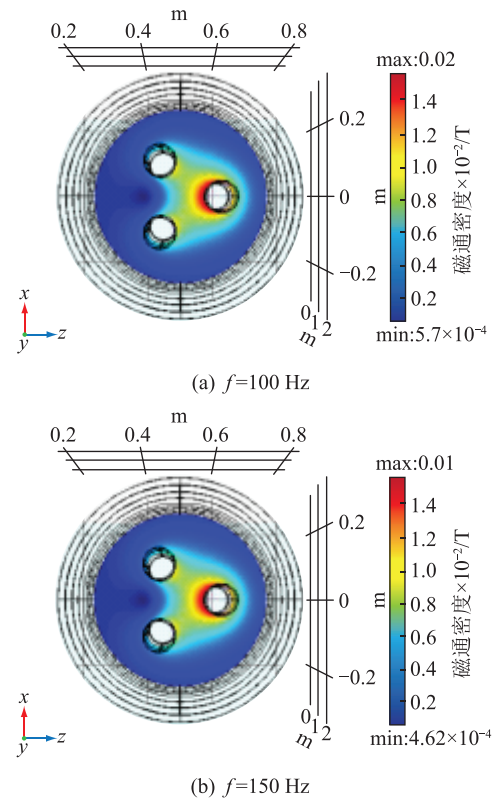 m
0.2 0.4 0.6 0.8
max:0.02
1.4
1.2
1.0
0.8
0.6
0.4
0.2
磁通密度×10⁻²/T
min:5.7×10⁻⁴
0.2
0
−0.2
m
0 1 2
m
x
y z
(a) f=100 Hz
m
0.2 0.4 0.6 0.8
max:0.01
1.4
1.2
1.0
0.8
0.6
0.4
0.2
磁通密度×10⁻²/T
min:4.62×10⁻⁴
0.2
0
−0.2
m
0 1 2
m
x
y z
(b) f=150 Hz